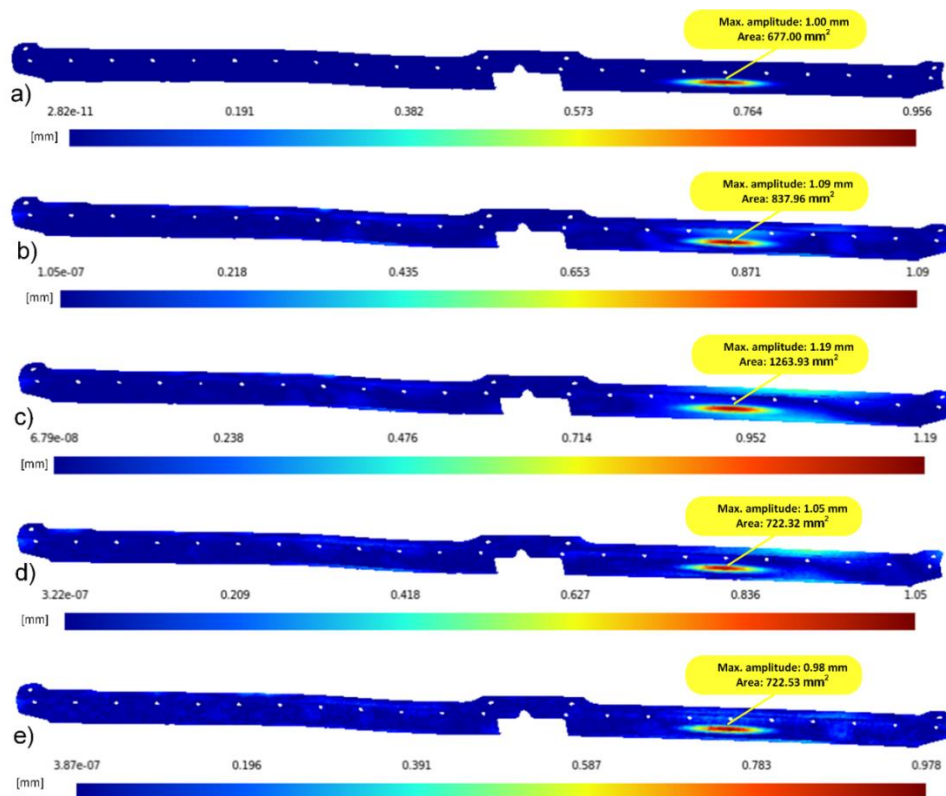 Max. amplitude: 1.00 mm
Area: 677.00 mm²
a)
2.82e-11 0.191 0.382 0.573 0.764 0.956
[mm]
Max. amplitude: 1.09 mm
Area: 837.96 mm²
b)
1.05e-07 0.218 0.435 0.653 0.871 1.09
[mm]
Max. amplitude: 1.19 mm
Area: 1263.93 mm²
c)
6.79e-08 0.238 0.476 0.714 0.952 1.19
[mm]
Max. amplitude: 1.05 mm
Area: 722.32 mm²
d)
3.22e-07 0.209 0.418 0.627 0.836 1.05
[mm]
Max. amplitude: 0.98 mm
Area: 722.53 mm²
e)
3.87e-07 0.196 0.391 0.587 0.783 0.978
[mm]